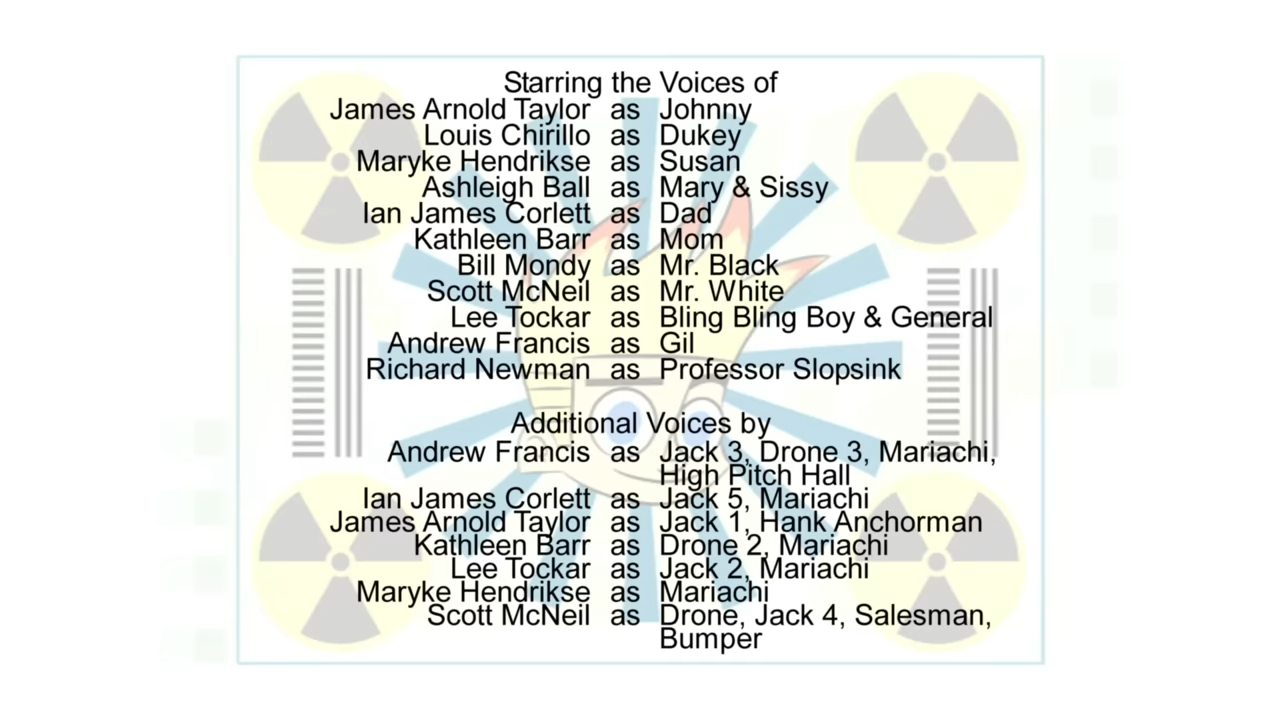 Starring the Voices of
James Arnold Taylor as Johnny
Louis Chirillo as Dukey
Maryke Hendrikse as Susan
Ashleigh Ball as Mary & Sissy
Ian James Corlett as Dad
Kathleen Barr as Mom
Bill Mondy as Mr. Black
Scott McNeil as Mr. White
Lee Tockar as Bling Bling Boy & General
Andrew Francis as Gil
Richard Newman as Professor Slopsink
Additional Voices by
Andrew Francis as Jack 3, Drone 3, Mariachi,
High Pitch Hall
Ian James Corlett as Jack 5, Mariachi
James Arnold Taylor as Jack 1, Hank Anchorman
Kathleen Barr as Drone 2, Mariachi
Lee Tockar as Jack 2, Mariachi
Maryke Hendrikse as Mariachi
Scott McNeil as Drone, Jack 4, Salesman,
Bumper